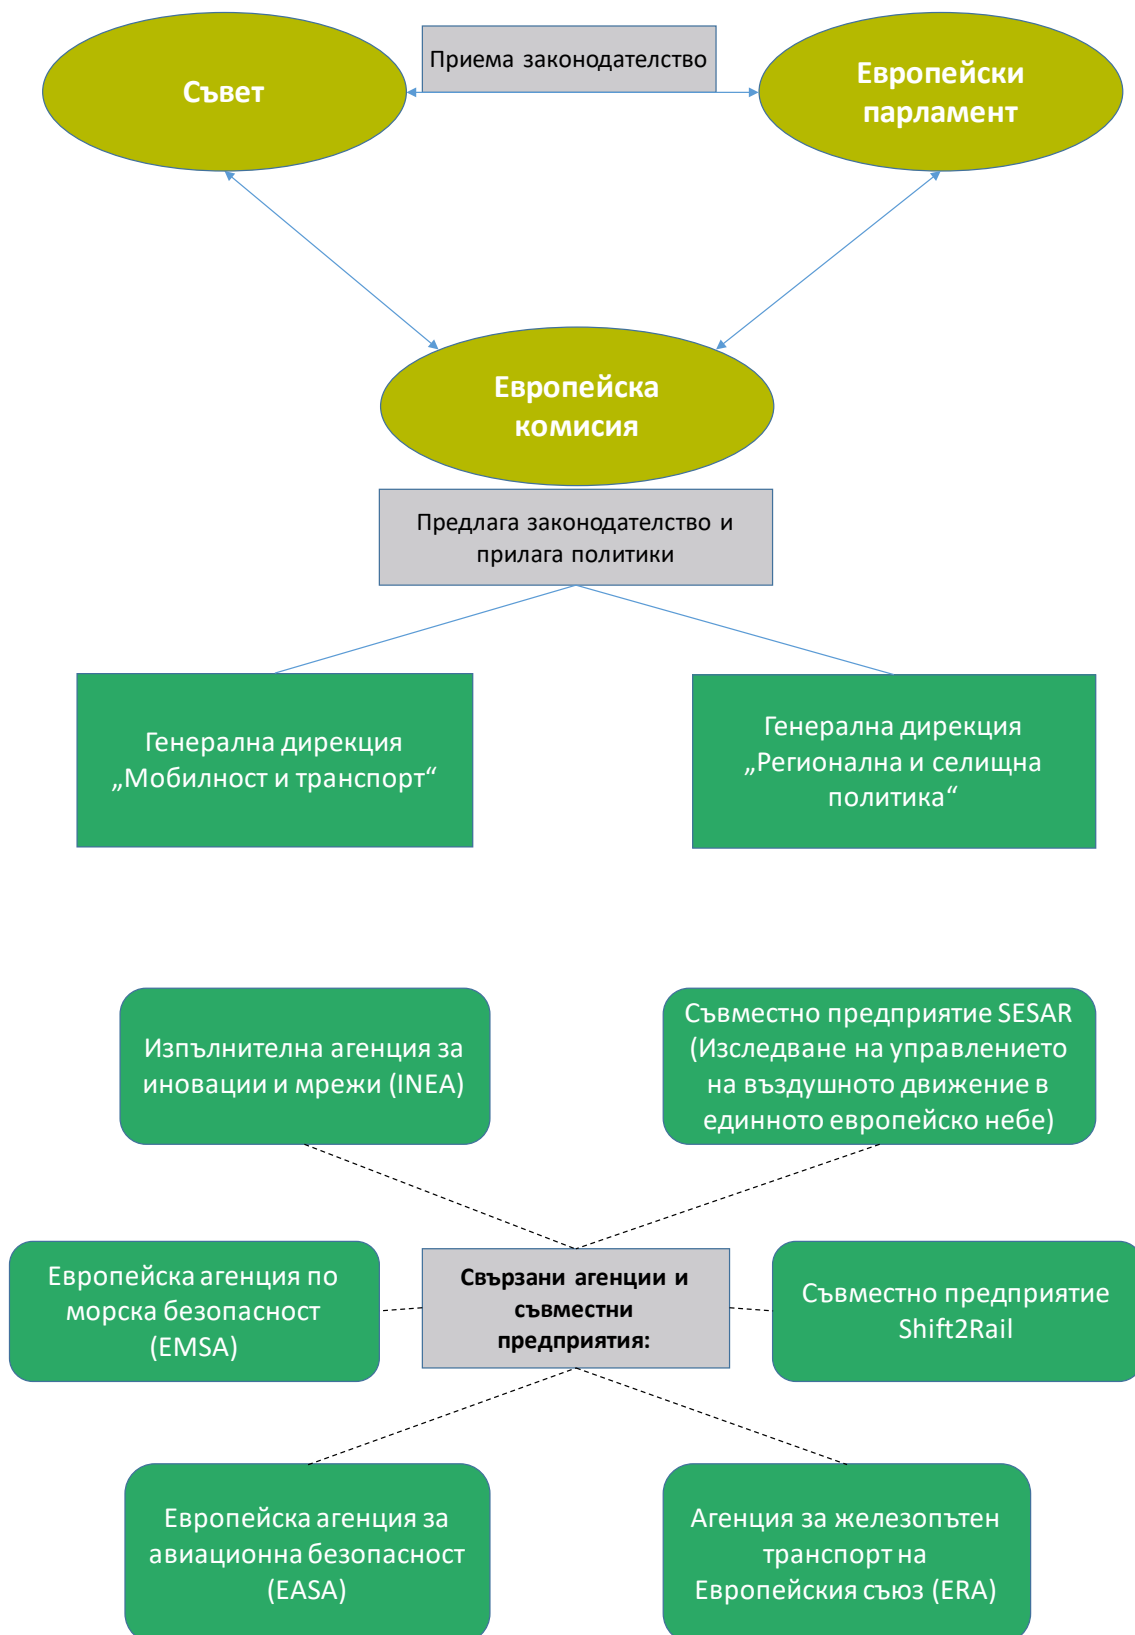 Приема законодателство
Съвет
Европейски
парламент
Европейска
комисия
Предлага законодателство и
прилага политики
Генерална дирекция
„Мобилност и транспорт“
Генерална дирекция
„Регионална и селищна
политика“
Изпълнителна агенция за
иновации и мрежи (INEA)
Съвместно предприятие SESAR
(Изследване на управлението
на въздушното движение в
единното европейско небе)
Европейска агенция по
морска безопасност
(EMSA)
Свързани агенции и
съвместни
предприятия:
Съвместно предприятие
Shift2Rail
Европейска агенция за
авиационна безопасност
(EASA)
Агенция за железопътен
транспорт на
Европейския съюз (ERA)